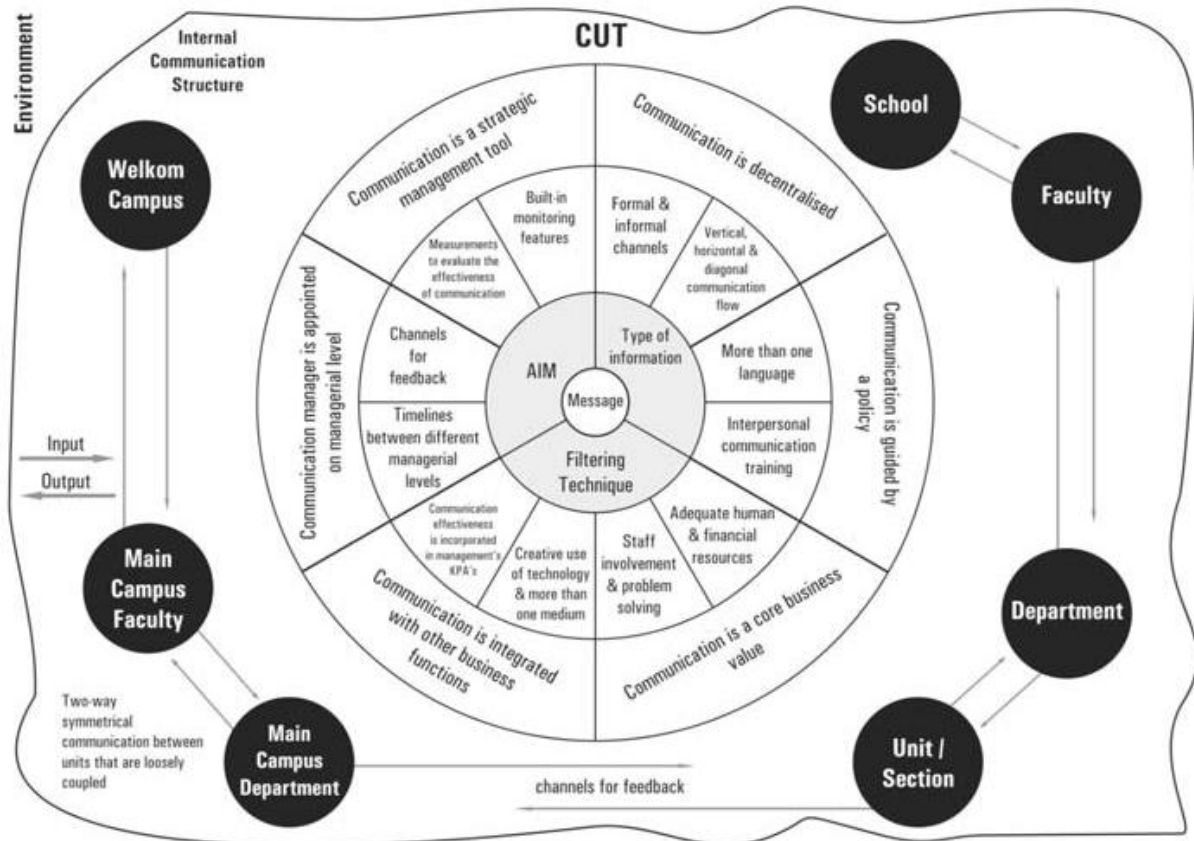 Environment
Internal
Communication
Structure
CUT
Welkom
Campus
School
Faculty
Communication is a strategic
management tool
Communication is decentralised
Communication manager is appointed
on managerial level
Communication is guided by
a policy
Communication is integrated
with other business
functions
Communication is a core business
value
Built-in
monitoring
features
Formal &
informal
channels
Measurements
to evaluate the
effectiveness
of communication
Vertical,
horizontal &
diagonal
communication
flow
Channels
for
feedback
More than one
language
Timelines
between different
managerial
levels
Interpersonal
communication
training
Communication
effectiveness
is incorporated
in management's
KPA's
Creative use
of technology
& more than
one medium
Staff
involvement
& problem
solving
Adequate human
& financial
resources
AIM
Type of
information
Message
Filtering
Technique
Input
Output
Main
Campus
Faculty
Department
Two-way
symmetrical
communication between
units that are loosely
coupled
Main
Campus
Department
channels for feedback
Unit /
Section